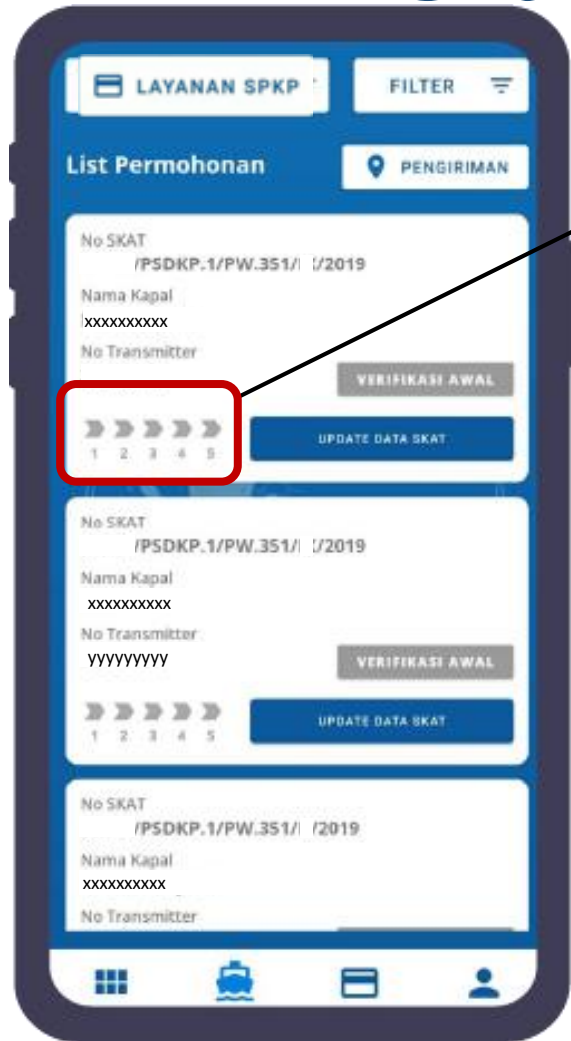 LAYANAN SPKP
FILTER
List Permohonan
PENGIRIMAN
No SKAT
/PSDKP.1/PW.351/ /2019
Nama Kapal
xxxxxxxxxx
No Transmitter
VERIFIKASI AWAL
1 2 3 4 5
UPDATE DATA SKAT
No SKAT
/PSDKP.1/PW.351/ /2019
Nama Kapal
xxxxxxxxxx
No Transmitter
yyyyyyyyy
VERIFIKASI AWAL
1 2 3 4 5
UPDATE DATA SKAT
No SKAT
/PSDKP.1/PW.351/ /2019
Nama Kapal
xxxxxxxxxx
No Transmitter